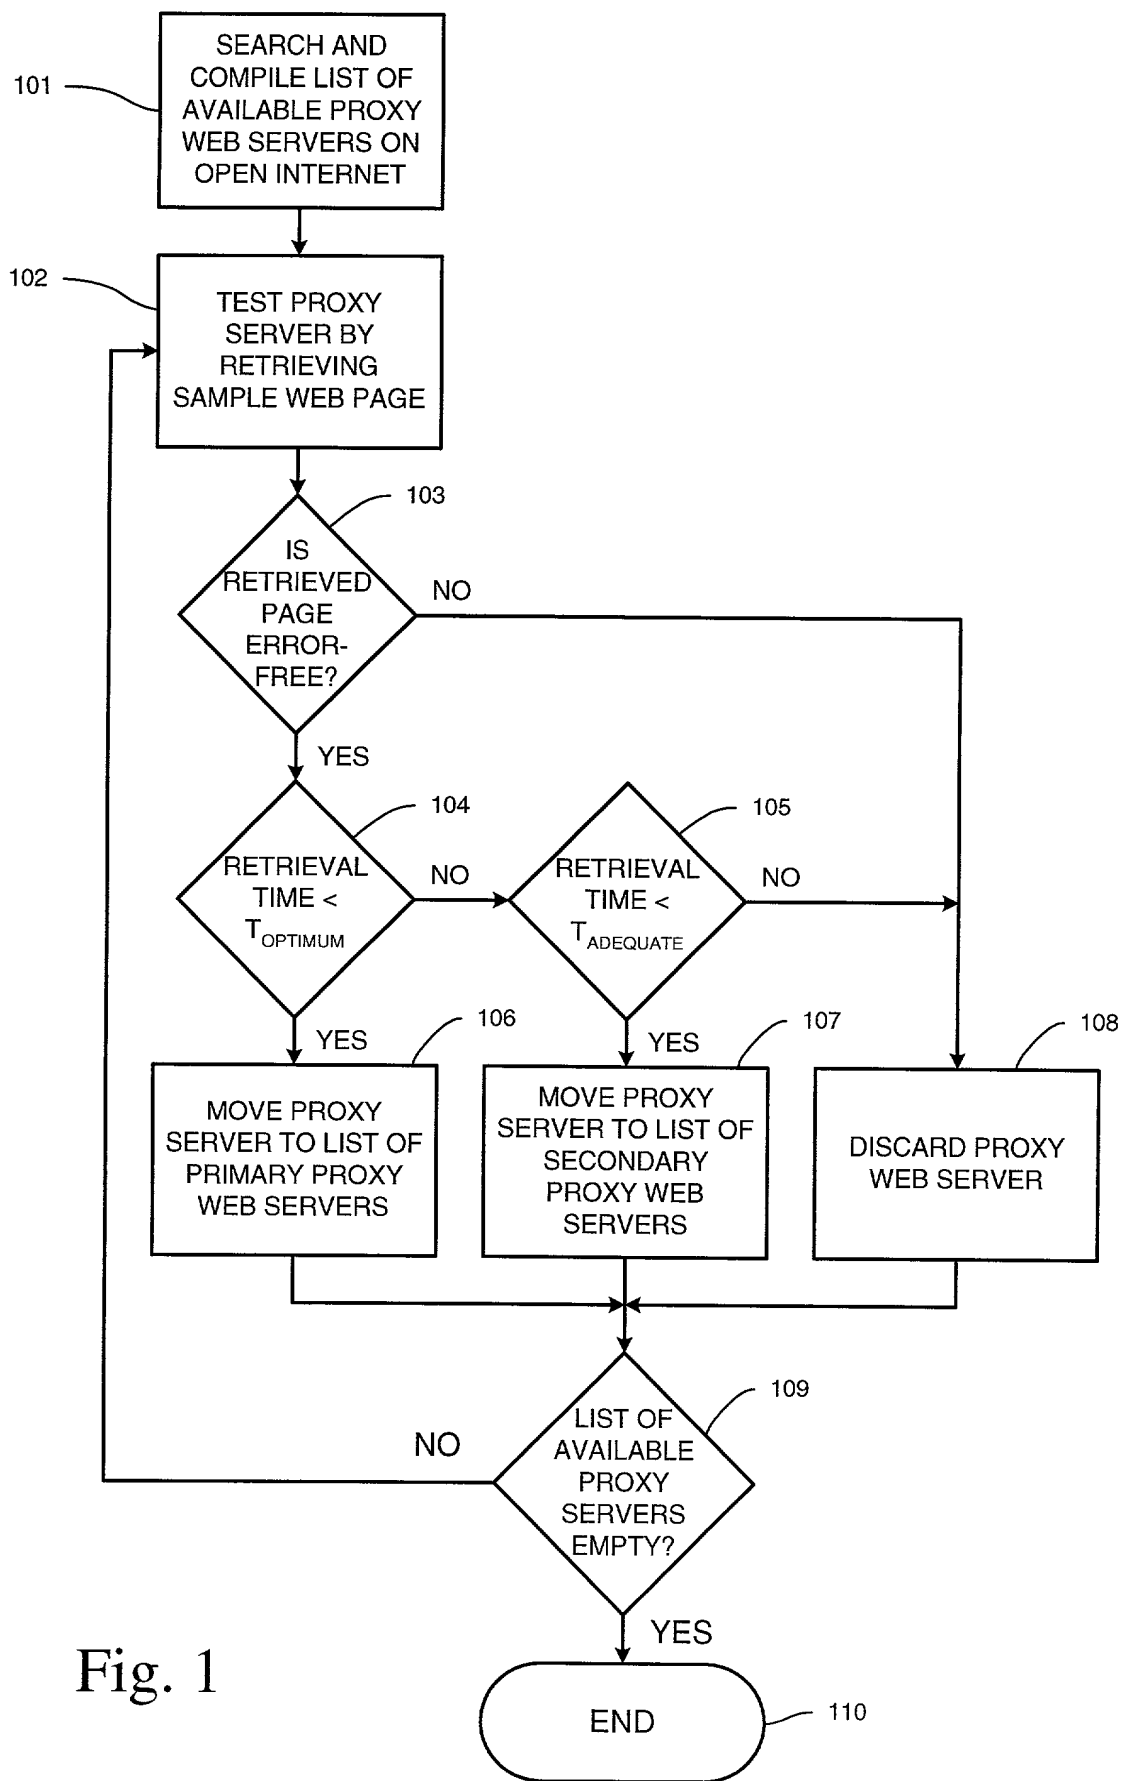 SEARCH AND
COMPILE LIST OF
AVAILABLE PROXY
WEB SERVERS ON
OPEN INTERNET
101
TEST PROXY
SERVER BY
RETRIEVING
SAMPLE WEB PAGE
102
103
IS
RETRIEVED
PAGE
ERROR-
FREE?
NO
YES
104
RETRIEVAL
TIME <
TOPTIMUM
NO
105
RETRIEVAL
TIME <
TADEQUATE
NO
YES
106
MOVE PROXY
SERVER TO LIST OF
PRIMARY PROXY
WEB SERVERS
YES
107
MOVE PROXY
SERVER TO LIST OF
SECONDARY
PROXY WEB
SERVERS
108
DISCARD PROXY
WEB SERVER
109
LIST OF
AVAILABLE
PROXY
SERVERS
EMPTY?
NO
YES
END
110
Fig. 1